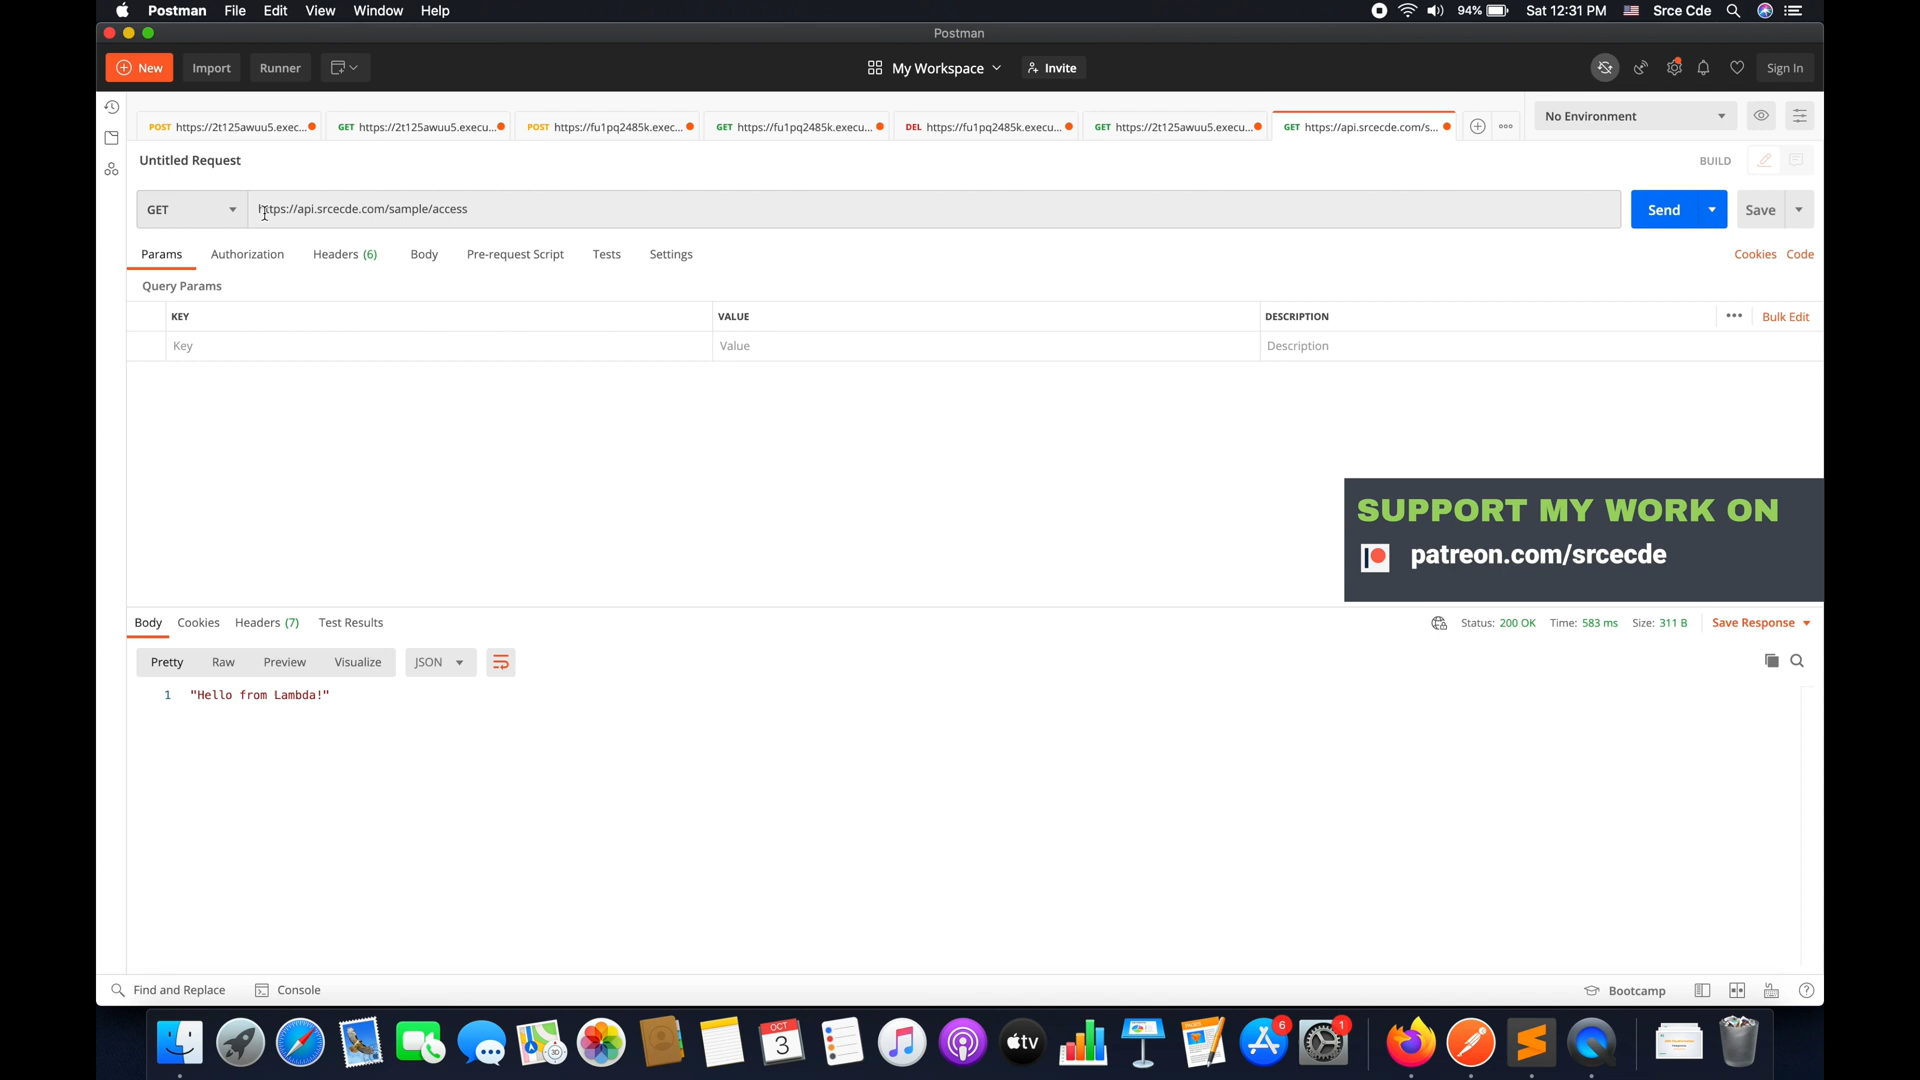 Postman File Edit View Window Help 94% Sat 12:31 PM Srce Cde
Postman
New Import Runner My Workspace Invite Sign In
POST https://2t125awuu5.exec... GET https://2t125awuu5.execu... POST https://fu1pq2485k.exec... GET https://fu1pq2485k.execu... DEL https://fu1pq2485k.execu... GET https://2t125awuu5.execu... GET https://api.srcecde.com/s... No Environment
Untitled Request BUILD
GET https://api.srcecde.com/sample/access Send Save
Params Authorization Headers (6) Body Pre-request Script Tests Settings Cookies Code
Query Params
KEY VALUE DESCRIPTION Bulk Edit
Key Value Description
SUPPORT MY WORK ON
patreon.com/srcecde
Body Cookies Headers (7) Test Results Status: 200 OK Time: 583 ms Size: 311 B Save Response
Pretty Raw Preview Visualize JSON
1 "Hello from Lambda!"
Find and Replace Console Bootcamp
OCT 3 tv 6 1